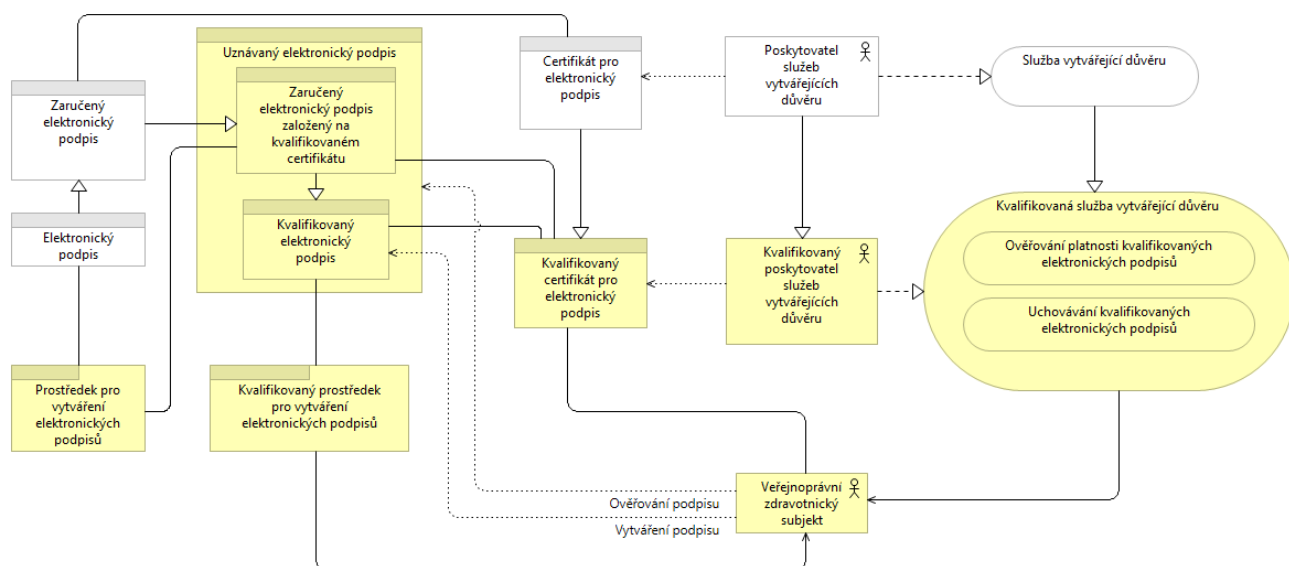 Uznávaný elektronický podpis
Zaručený
elektronický
podpis
Zaručený
elektronický podpis
založený na
kvalifikovaném
certifikátu
Certifikát pro
elektronický
podpis
Poskytovatel
služeb
vytvářejících
důvěru
Služba vytvářející důvěru
Elektronický
podpis
Kvalifikovaný
elektronický
podpis
Kvalifikovaný
certifikát pro
elektronický
podpis
Kvalifikovaný
poskytovatel
služeb
vytvářejících
důvěru
Kvalifikovaná služba vytvářející důvěru
Ověřování platnosti kvalifikovaných
elektronických podpisů
Uchovávání kvalifikovaných
elektronických podpisů
Prostředek pro
vytváření
elektronických
podpisů
Kvalifikovaný prostředek
pro vytváření
elektronických podpisů
Ověřování podpisu
Vytváření podpisu
Veřejnoprávní
zdravotnický
subjekt